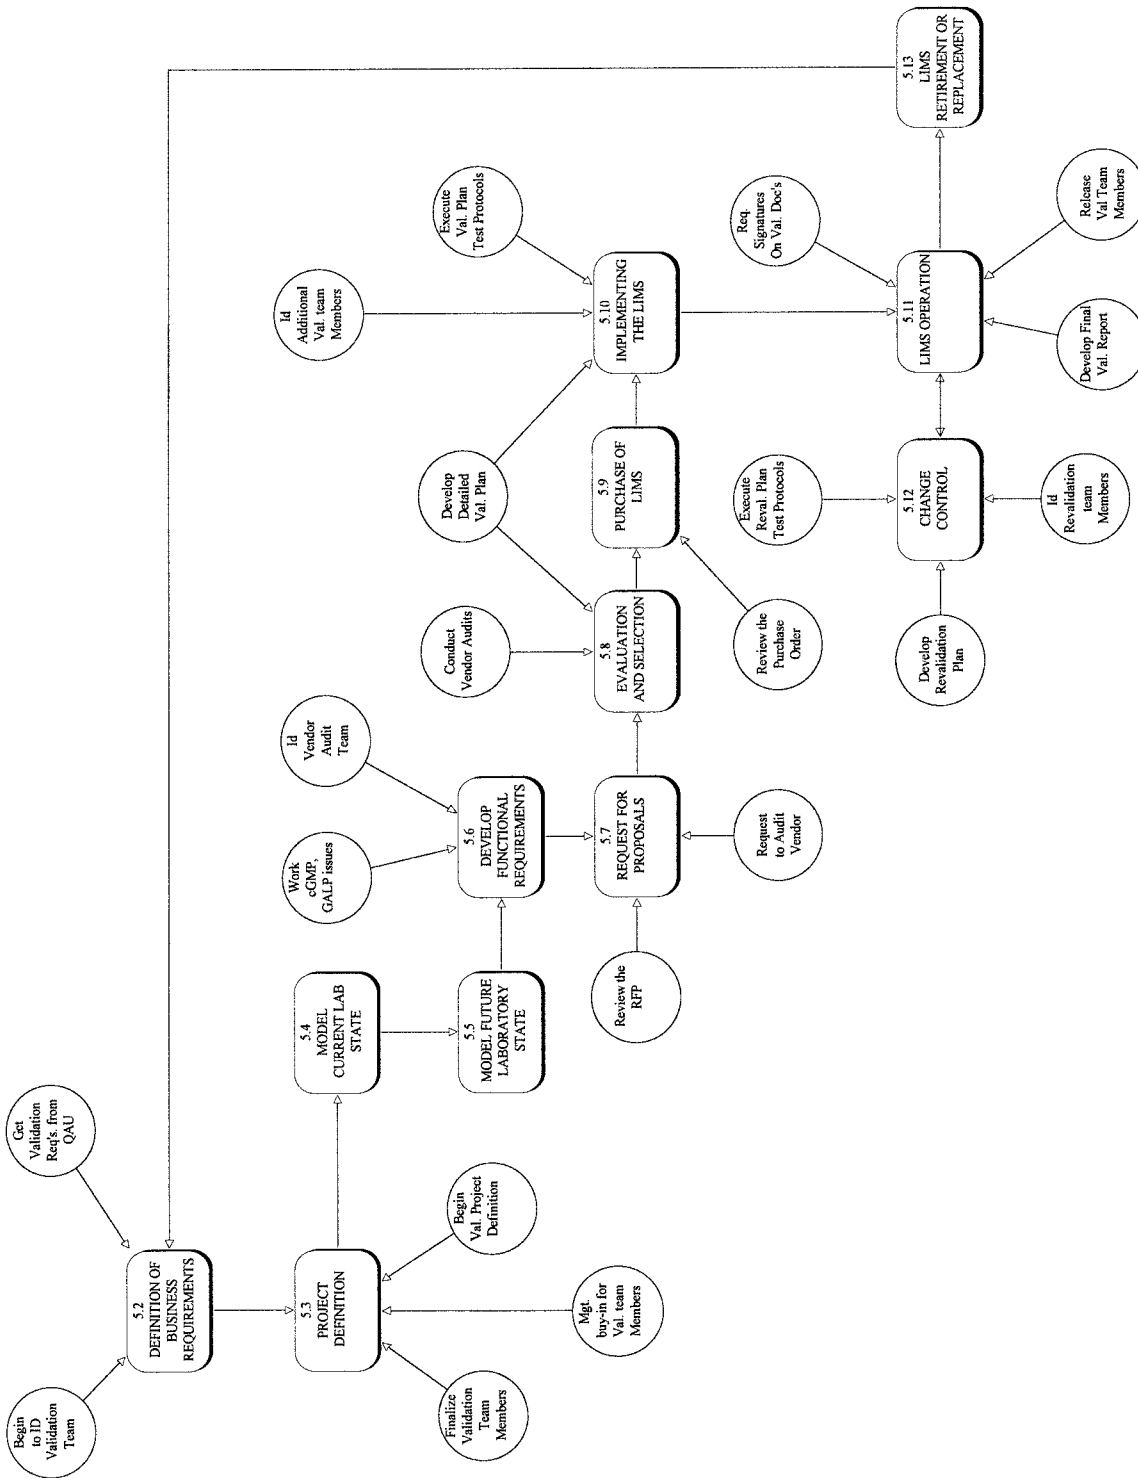 Begin
to ID
Validation
Team
Get
Validation
Req's. from
QAU
5.2
DEFINITION OF
BUSINESS
REQUIREMENTS
5.3
PROJECT
DEFINITION
Finalize
Validation
Team
Members
Mgt.
buy-in for
Val. team
Members
Begin
Val. Project
Definition
5.4
MODEL
CURRENT LAB
STATE
5.5
MODEL FUTURE
LABORATORY
STATE
Work
cGMP,
GALP issues
Id
Vendor
Audit
Team
5.6
DEVELOP
FUNCTIONAL
REQUIREMENTS
5.7
REQUEST FOR
PROPOSALS
Review the
RFP
Request
to Audit
Vendor
Conduct
Vendor Audits
Develop
Detailed
Val. Plan
5.8
EVALUATION
AND SELECTION
5.9
PURCHASE OF
LIMS
Review the
Purchase
Order
Id
Additional
Val. team
Members
Execute
Val. Plan
Test Protocols
5.10
IMPLEMENTING
THE LIMS
Execute
Reval. Plan
Test Protocols
Req.
Signatures
On Val. Doc's
Develop
Revalidation
Plan
5.12
CHANGE
CONTROL
5.11
LIMS OPERATION
5.13
LIMS
RETIREMENT OR
REPLACEMENT
Id
Revalidation
team
Members
Develop Final
Val. Report
Release
Val Team
Members